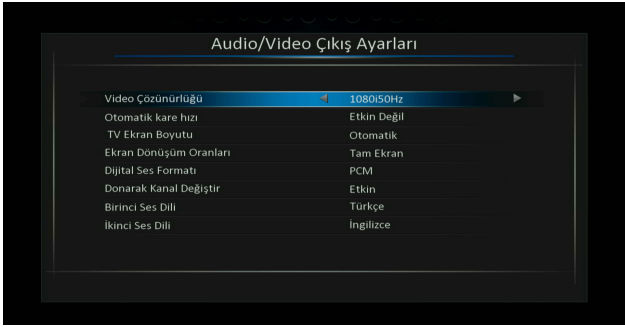 Audio/Video Çıkış Ayarları
Video Çözünürlüğü 1080i50Hz
Otomatik kare hızı Etkin Değil
TV Ekran Boyutu Otomatik
Ekran Dönüşüm Oranları Tam Ekran
Dijital Ses Formatı PCM
Donarak Kanal Değiştir Etkin
Birinci Ses Dili Türkçe
İkinci Ses Dili İngilizce